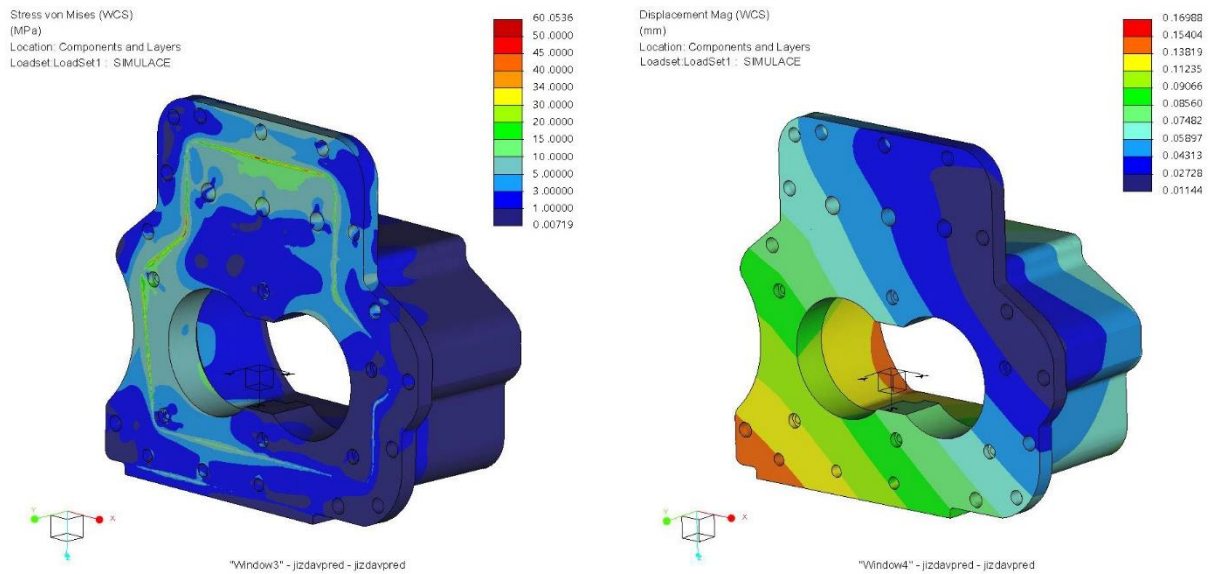 Stress von Mises (WCS)
(MPa)
Location: Components and Layers
Loadset:LoadSet1 : SIMULACE
60.0536
50.0000
45.0000
40.0000
34.0000
30.0000
20.0000
15.0000
10.0000
5.00000
3.00000
1.00000
0.00719
Y
X
Z
"Window3" - jizdavpred - jizdavpred
Displacement Mag (WCS)
(mm)
Location: Components and Layers
Loadset:LoadSet1 : SIMULACE
0.16988
0.15404
0.13819
0.11235
0.09066
0.08560
0.07482
0.05897
0.04313
0.02728
0.01144
Y
X
Z
"Window4" - jizdavpred - jizdavpred